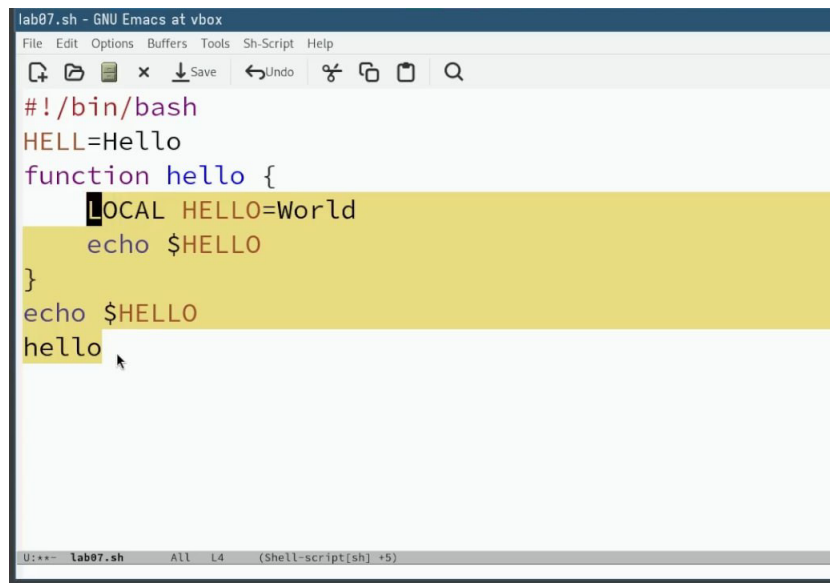 lab07.sh - GNU Emacs at vbox
File Edit Options Buffers Tools Sh-Script Help
Save Undo
#!/bin/bash
HELL=Hello
function hello {
    LOCAL HELLO=World
    echo $HELLO
}
echo $HELLO
hello
U:**- lab07.sh All L4 (Shell-script[sh] +5)